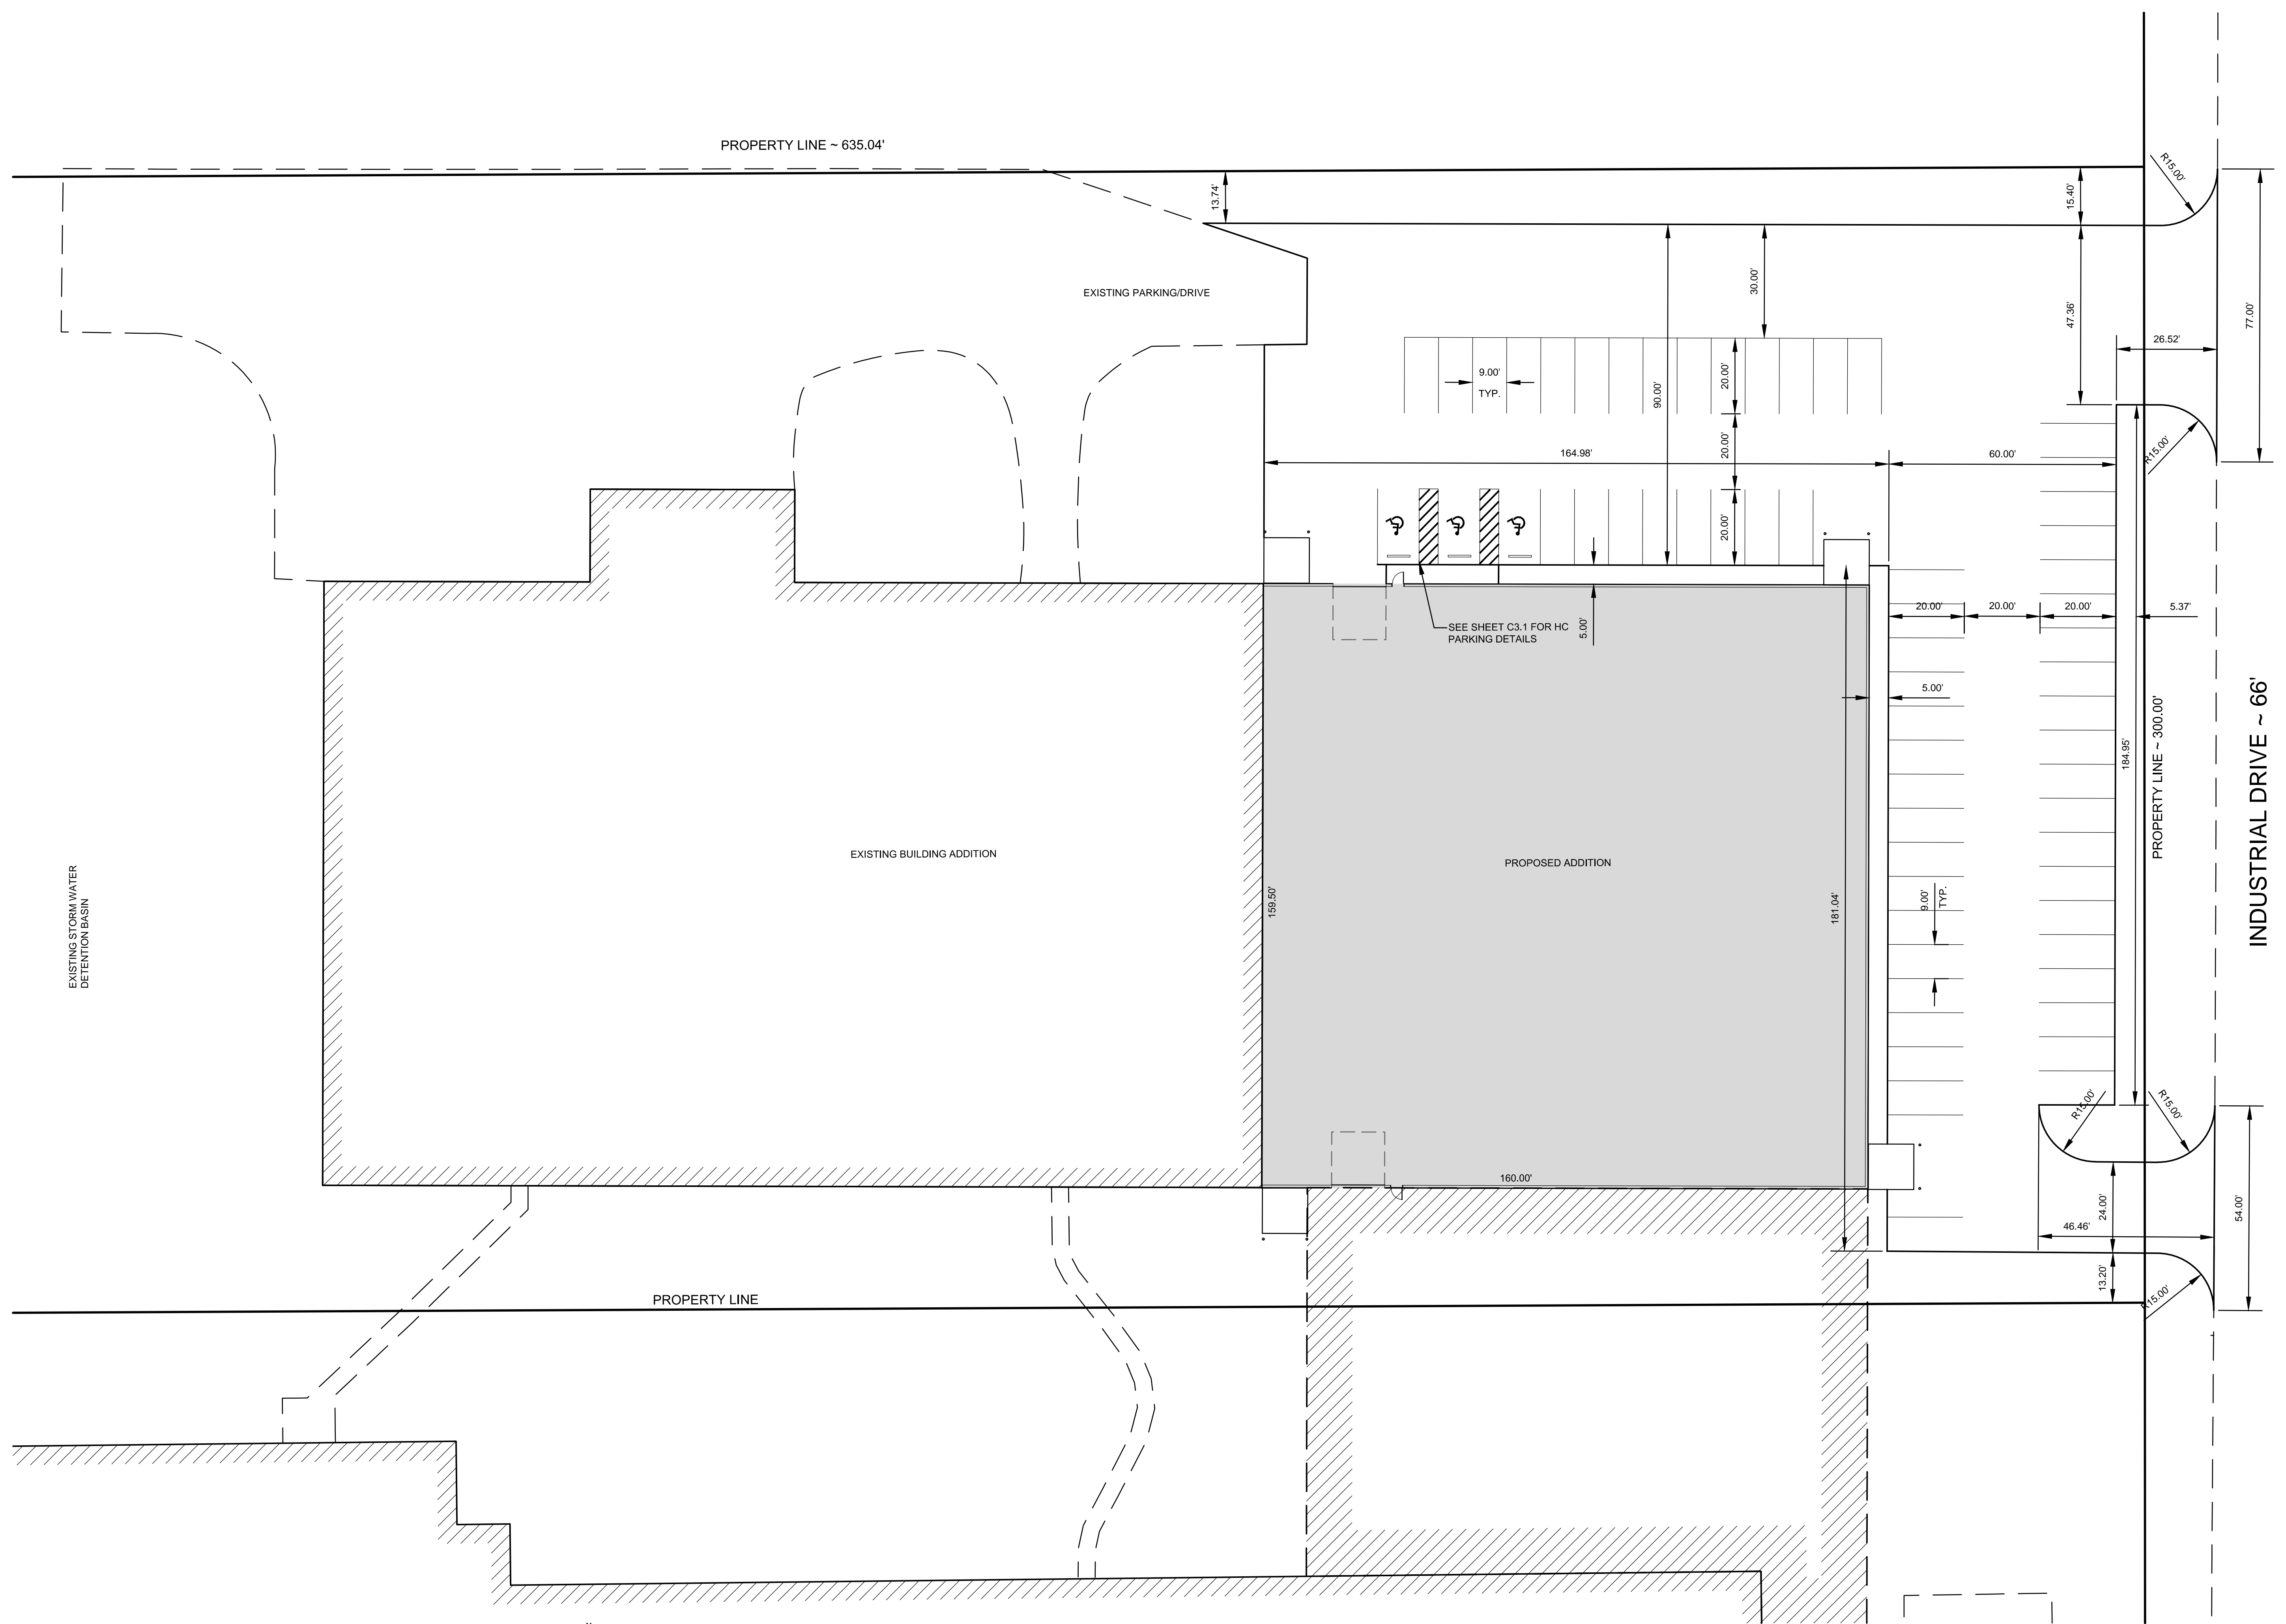 PROPERTY LINE ~ 635.04'
13.74'
15.40'
R15.00'
EXISTING PARKING/DRIVE
30.00'
47.36'
77.00'
26.52'
9.00'
TYP.
20.00'
90.00'
20.00'
R15.00'
164.98'
60.00'
20.00'
SEE SHEET C3.1 FOR HC
PARKING DETAILS
5.00'
20.00'
20.00'
20.00'
5.37'
5.00'
PROPERTY LINE ~ 300.00'
INDUSTRIAL DRIVE ~ 66'
184.95'
EXISTING BUILDING ADDITION
PROPOSED ADDITION
EXISTING STORM WATER
DETENTION BASIN
159.50'
181.04'
9.00'
TYP.
R15.00'
R15.00'
160.00'
24.00'
46.46'
54.00'
13.20'
R15.00'
PROPERTY LINE